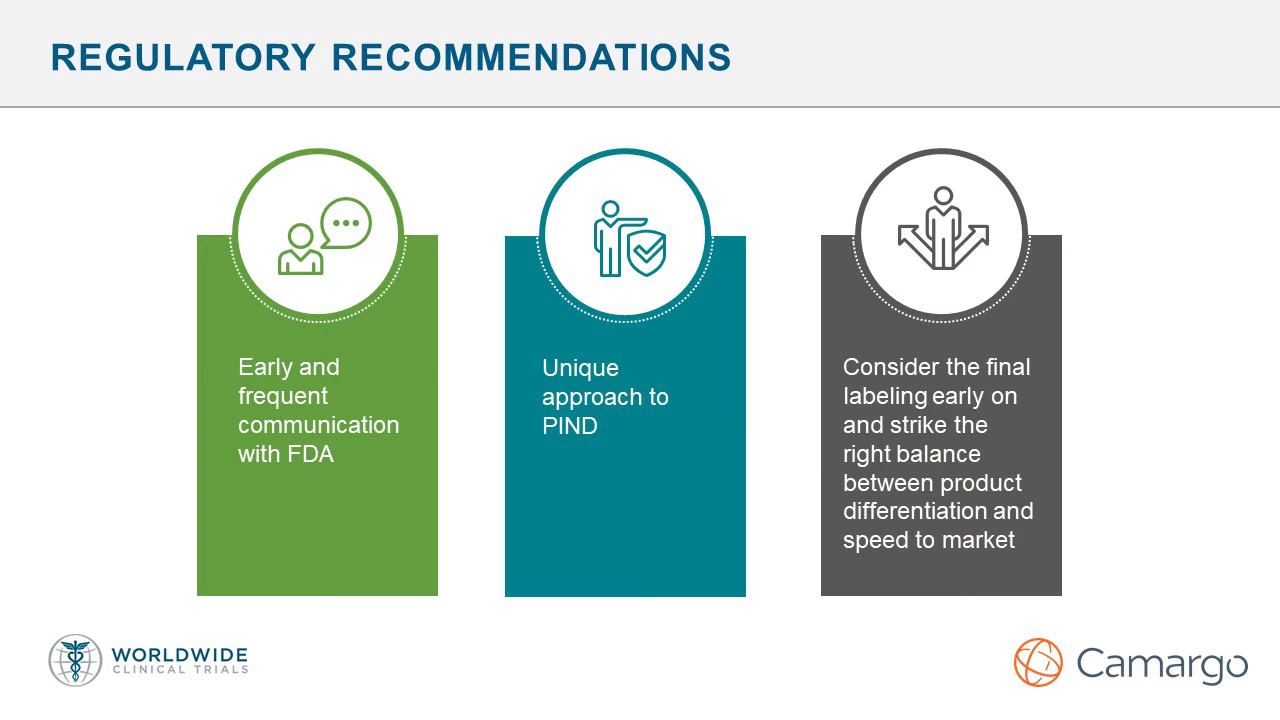 REGULATORY RECOMMENDATIONS
Early and
frequent
communication
with FDA
Unique
approach to
PIND
Consider the final
labeling early on
and strike the
right balance
between product
differentiation and
speed to market
WORLDWIDE
CLINICAL TRIALS
Camargo